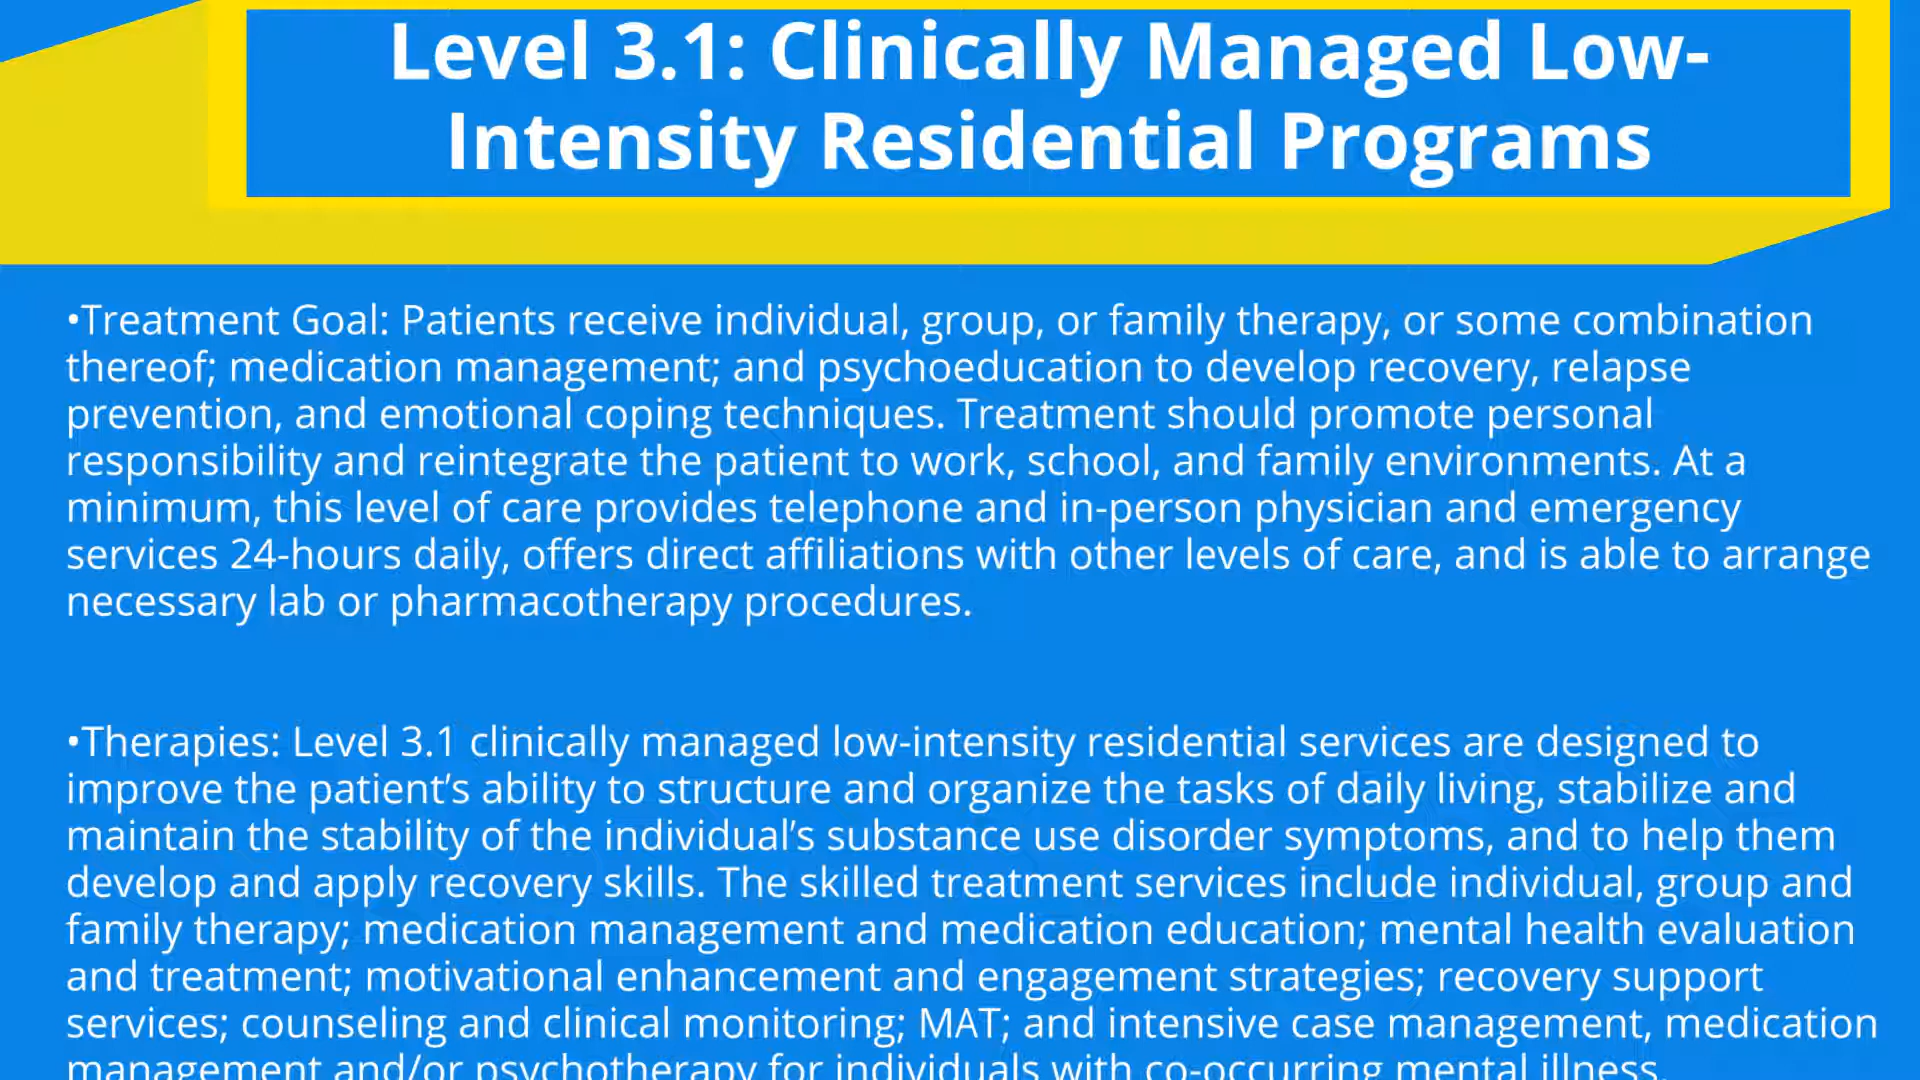 Level 3.1: Clinically Managed Low-
Intensity Residential Programs
•Treatment Goal: Patients receive individual, group, or family therapy, or some combination
thereof; medication management; and psychoeducation to develop recovery, relapse
prevention, and emotional coping techniques. Treatment should promote personal
responsibility and reintegrate the patient to work, school, and family environments. At a
minimum, this level of care provides telephone and in-person physician and emergency
services 24-hours daily, offers direct affiliations with other levels of care, and is able to arrange
necessary lab or pharmacotherapy procedures.
•Therapies: Level 3.1 clinically managed low-intensity residential services are designed to
improve the patient’s ability to structure and organize the tasks of daily living, stabilize and
maintain the stability of the individual’s substance use disorder symptoms, and to help them
develop and apply recovery skills. The skilled treatment services include individual, group and
family therapy; medication management and medication education; mental health evaluation
and treatment; motivational enhancement and engagement strategies; recovery support
services; counseling and clinical monitoring; MAT; and intensive case management, medication
management and/or psychotherapy for individuals with co-occurring mental illness.